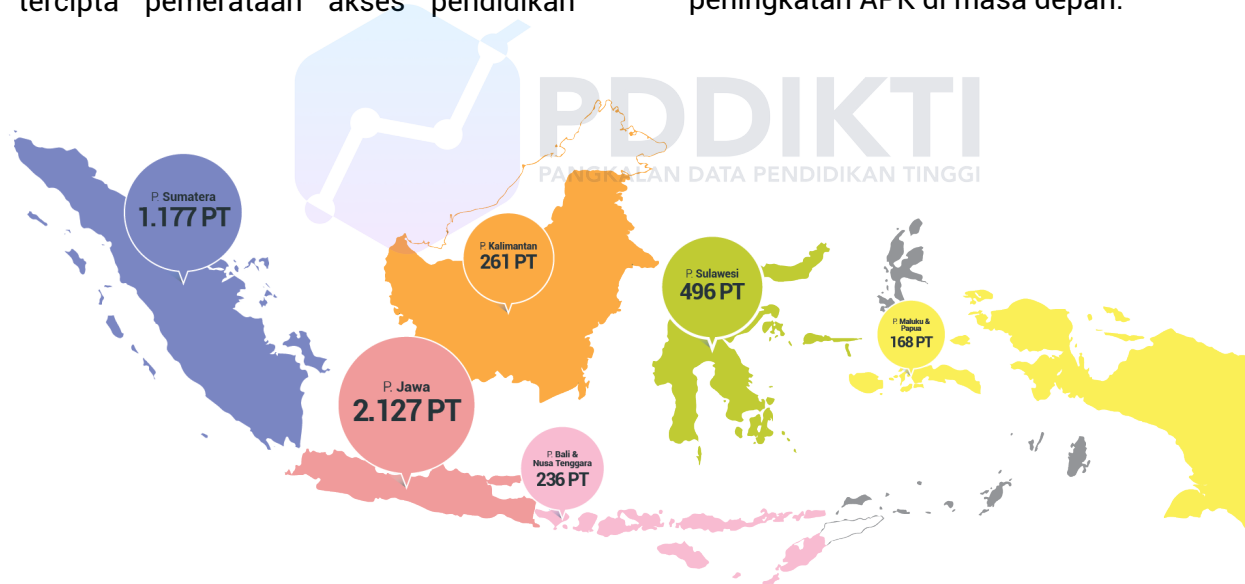 tercipta pemerataan akses pendidikan
peningkatan APK di masa depan.
PDDIKTI
PANGKALAN DATA PENDIDIKAN TINGGI
P. Sumatera
1.177 PT
P. Kalimantan
261 PT
P. Sulawesi
496 PT
P. Maluku &
Papua
168 PT
P. Jawa
2.127 PT
P. Bali &
Nusa Tenggara
236 PT